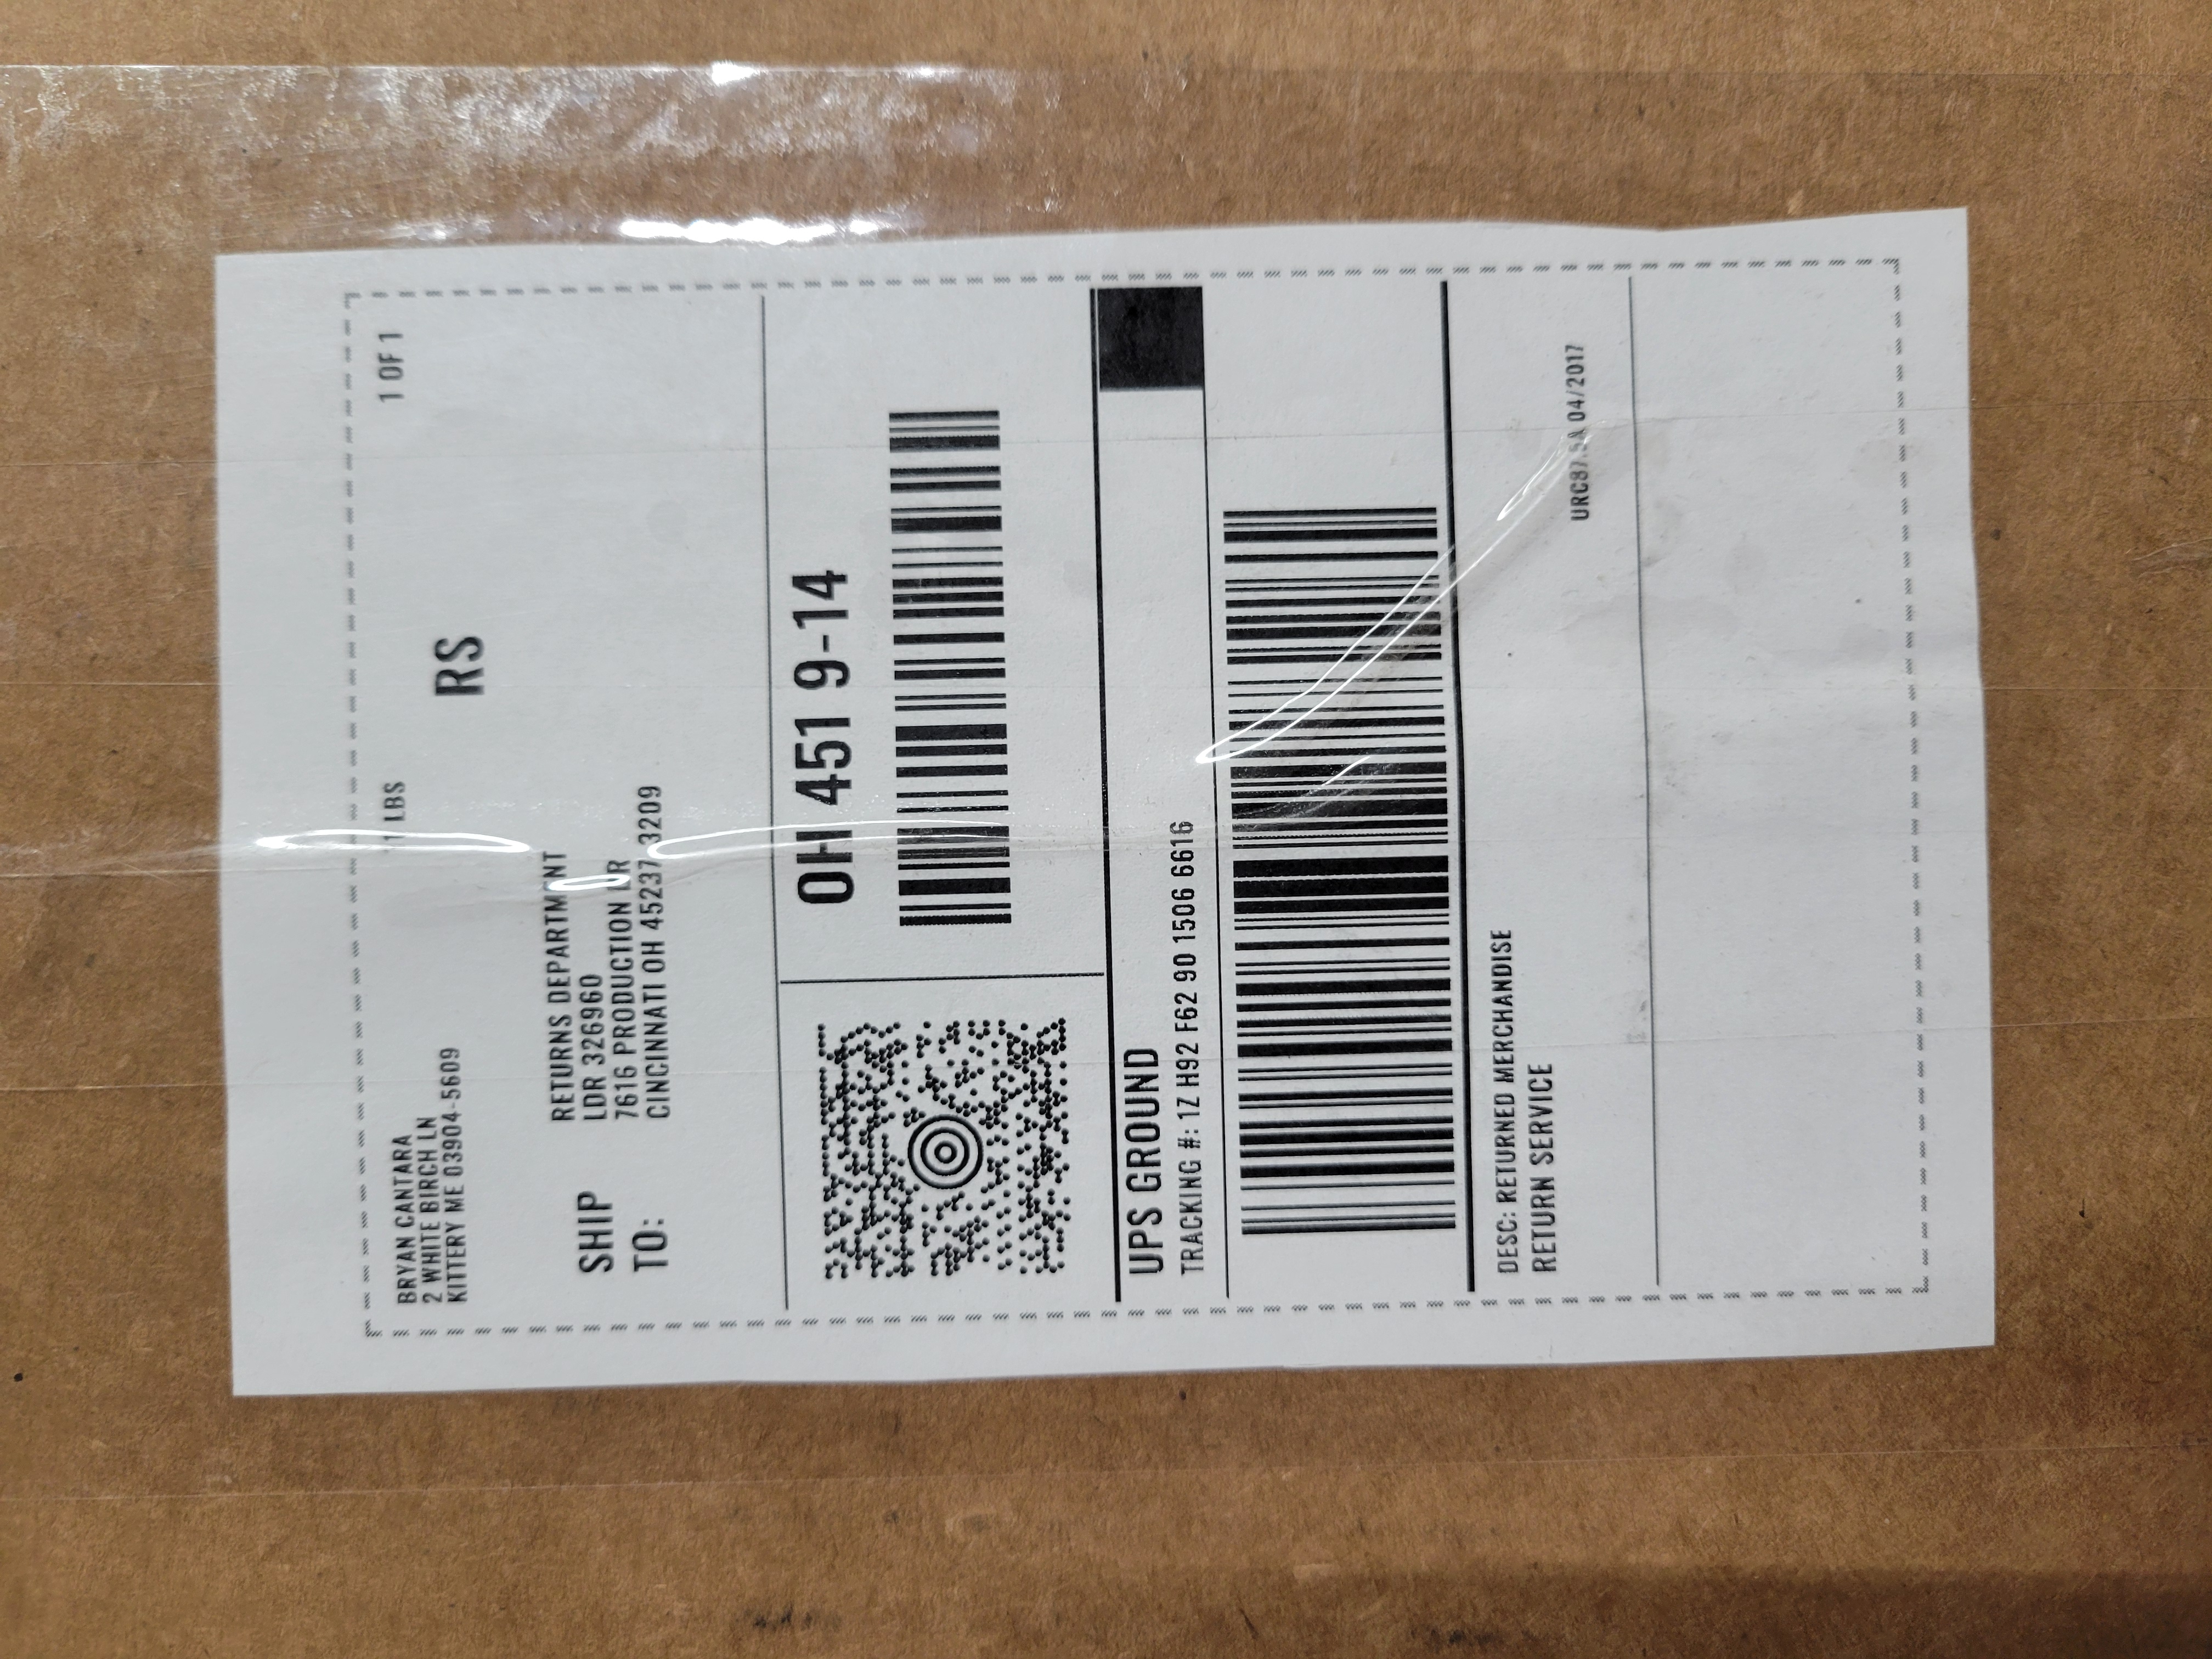 BRYAN CANTARA
2 WHITE BIRCH LN
KITTERY ME 03904-5609
LBS
1 OF 1
RS
SHIP
TO:
RETURNS DEPARTMENT
LDR 326960
7616 PRODUCTION DR
CINCINNATI OH 45237-3209
OH 451 9-14
UPS GROUND
TRACKING #: 1Z H92 F62 90 1506 6616
DESC: RETURNED MERCHANDISE
RETURN SERVICE
04/2017